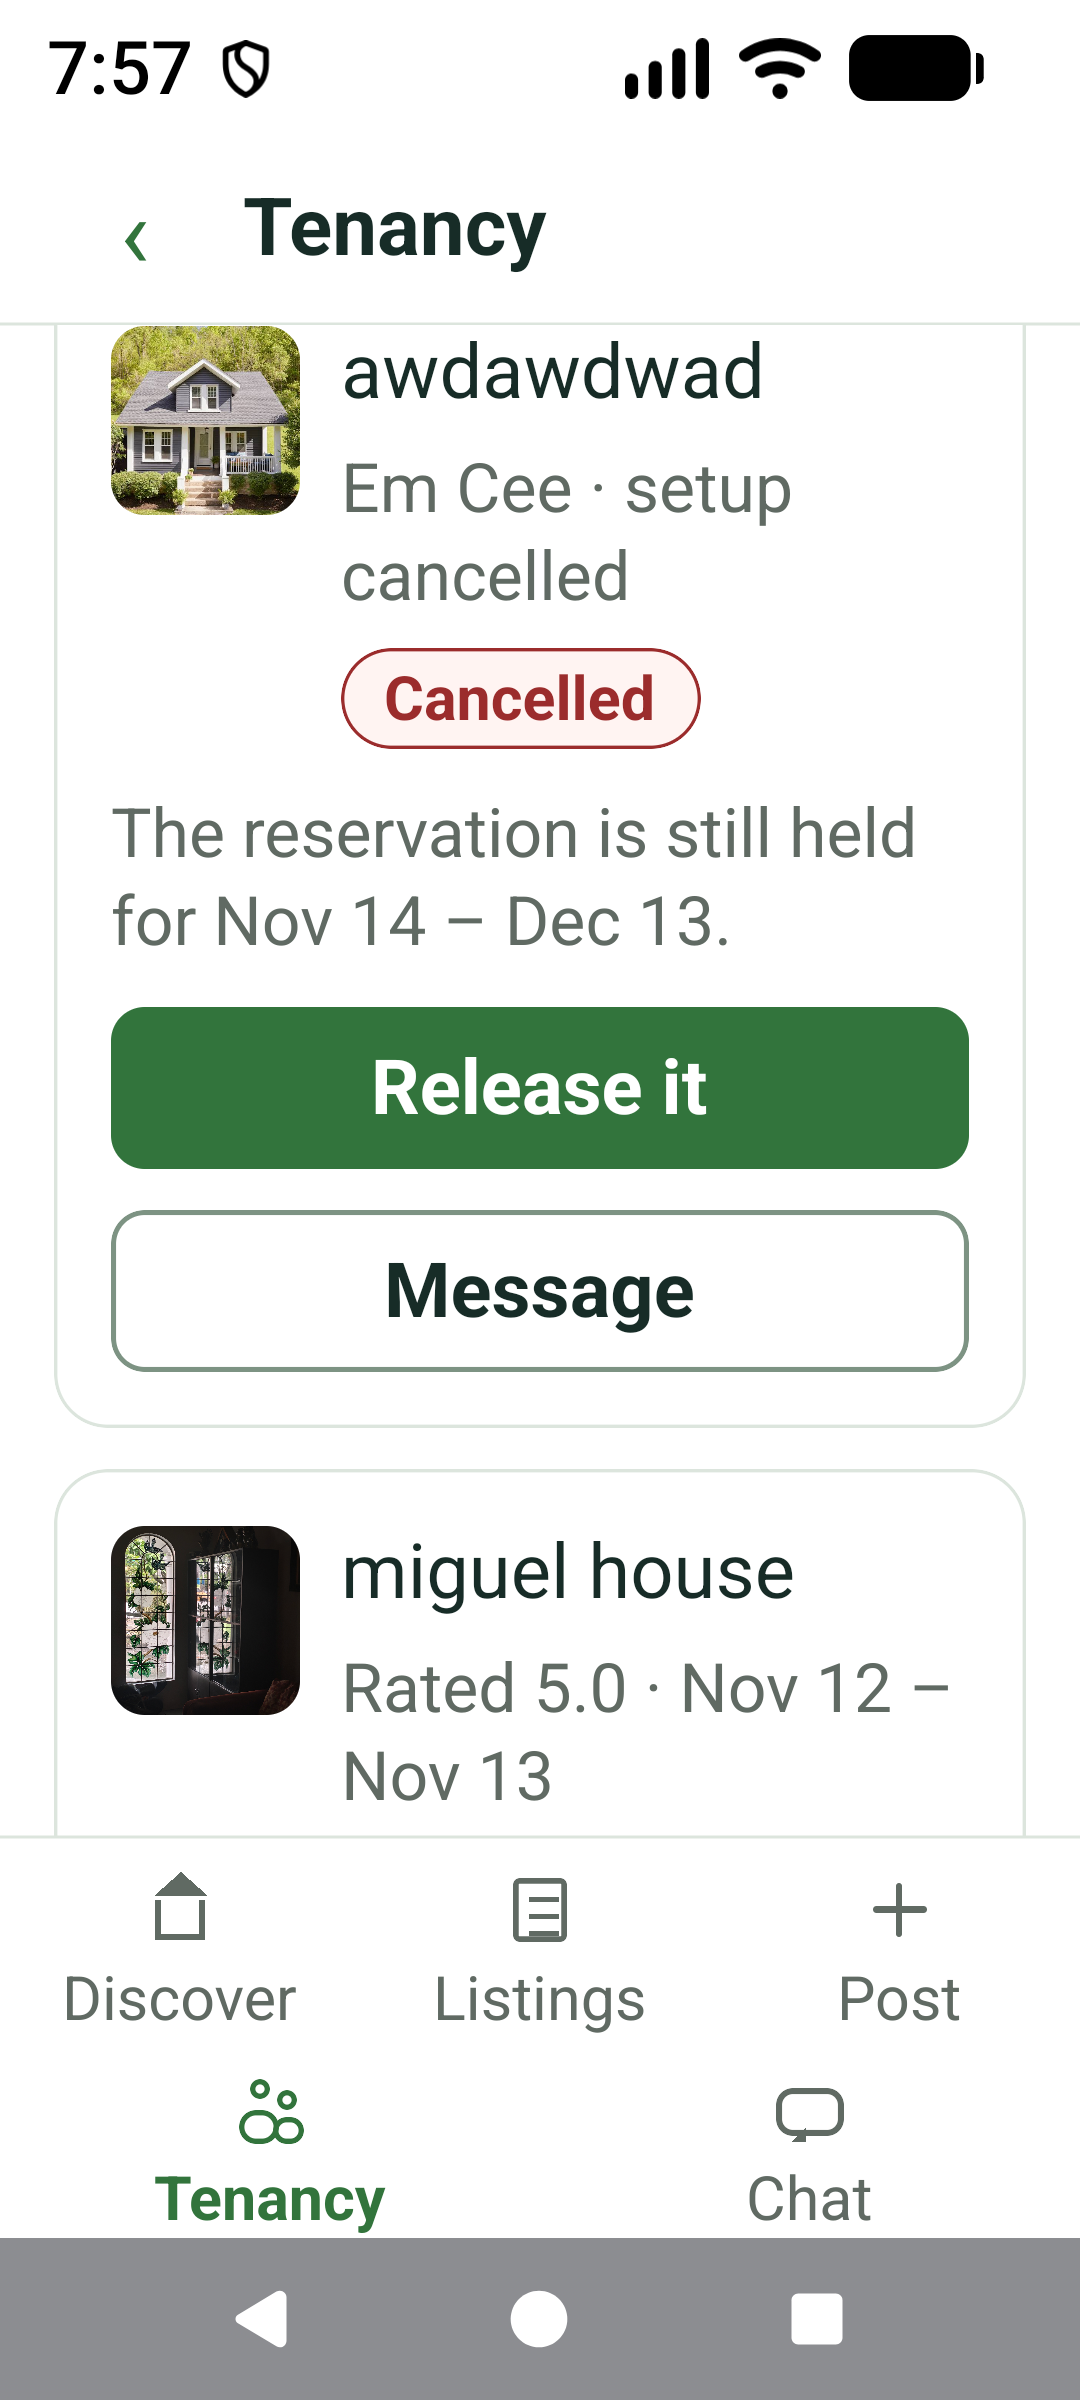 7:57
‹ Tenancy
awdawdwad
Em Cee · setup
cancelled
Cancelled
The reservation is still held
for Nov 14 – Dec 13.
Release it
Message
miguel house
Rated 5.0 · Nov 12 –
Nov 13
Discover
Listings
Post
Tenancy
Chat